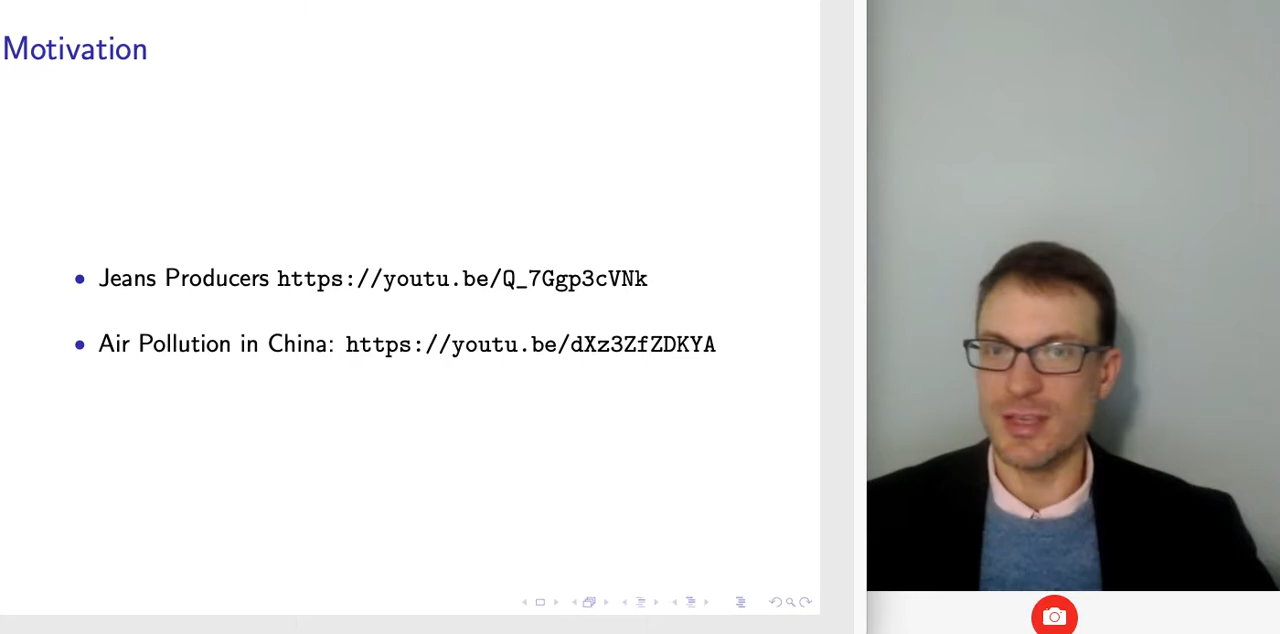 Motivation
Jeans Producers https://youtu.be/Q_7Ggp3cVNk
Air Pollution in China: https://youtu.be/dXz3ZfZDKYA